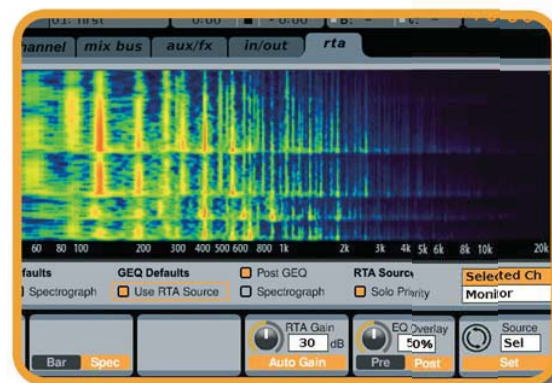 01: first 0:00 - 0:00 B: -
hannel mix bus aux/fx in/out rta
60 80 100 200 300 400 500 600 800 1k 2k 3k 4k 5k 6k 8k 10k 20k
faults GEQ Defaults Post GEQ RTA Source Selected Ch
Spectrograph Use RTA Source Spectrograph Solo Priority Monitor
RTA Gain EQ Overlay Source
30 dB 50% Sel
Bar Spec Auto Gain Pre Post Set